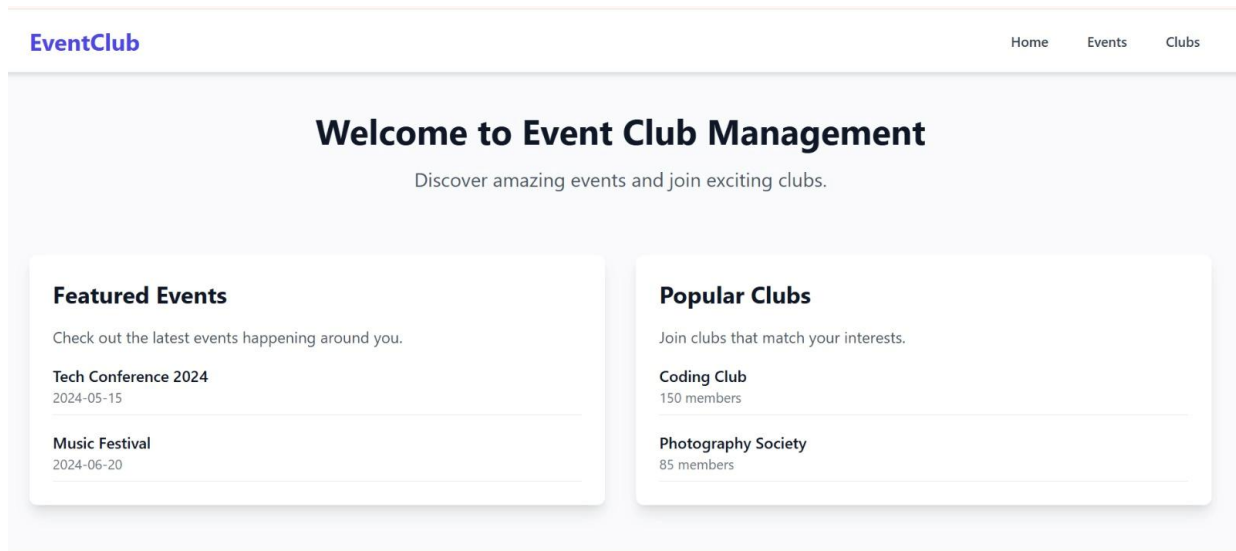 EventClub
Home Events Clubs
Welcome to Event Club Management
Discover amazing events and join exciting clubs.
Featured Events
Check out the latest events happening around you.
Tech Conference 2024
2024-05-15
Music Festival
2024-06-20
Popular Clubs
Join clubs that match your interests.
Coding Club
150 members
Photography Society
85 members